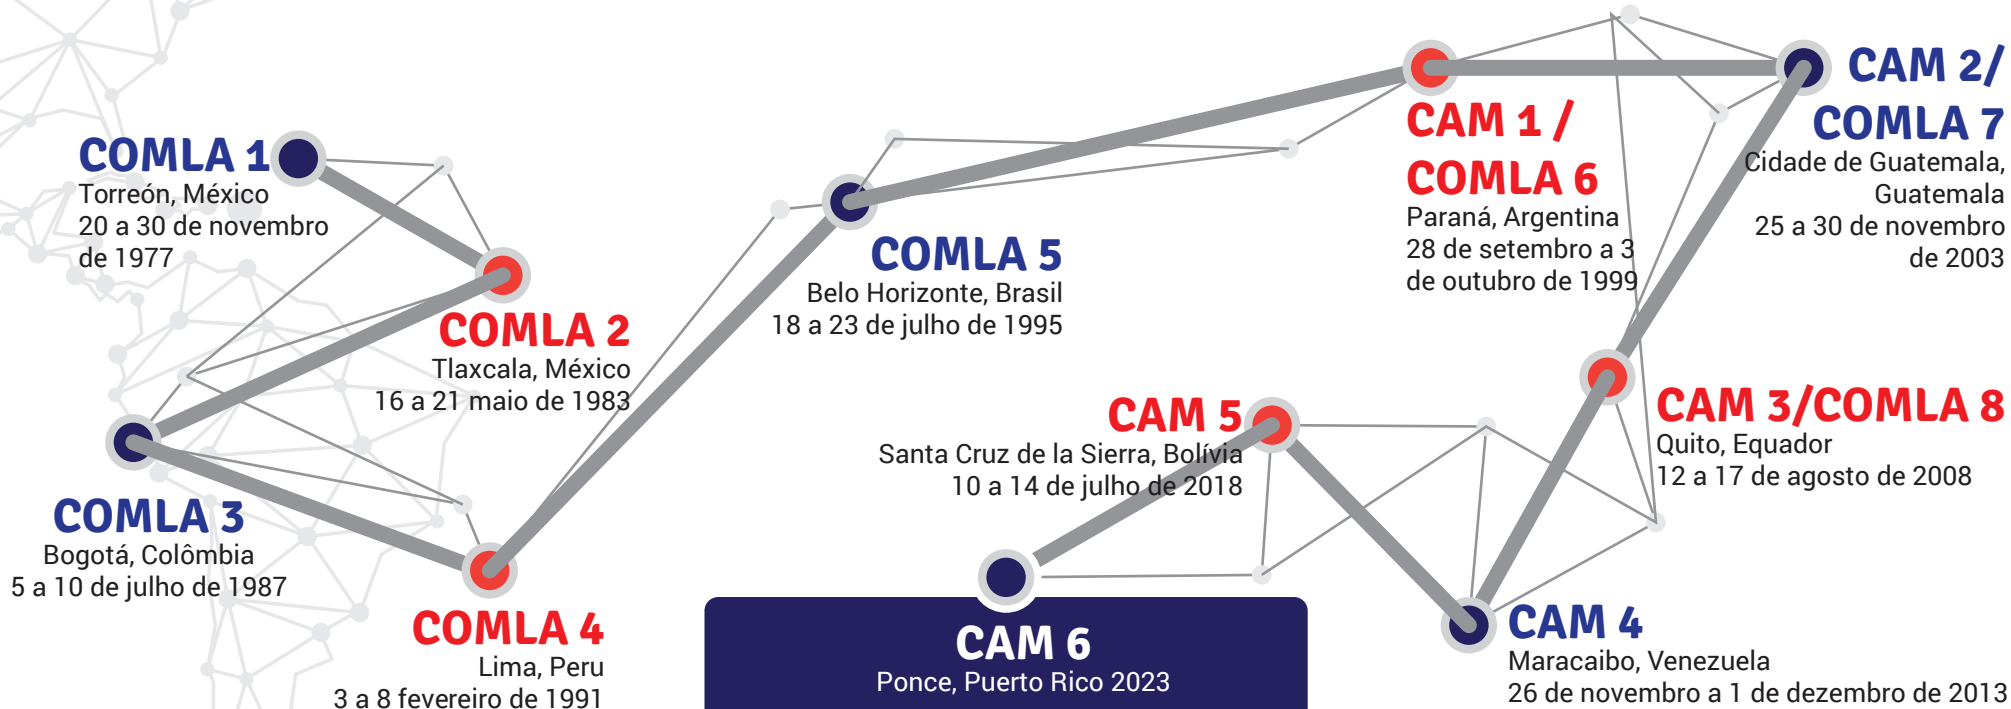 COMLA 1
Torreón, México
20 a 30 de novembro
de 1977
COMLA 2
Tlaxcala, México
16 a 21 maio de 1983
COMLA 3
Bogotá, Colômbia
5 a 10 de julho de 1987
COMLA 4
Lima, Peru
3 a 8 fevereiro de 1991
COMLA 5
Belo Horizonte, Brasil
18 a 23 de julho de 1995
CAM 1 /
COMLA 6
Paraná, Argentina
28 de setembro a 3
de outubro de 1999
CAM 2/
COMLA 7
Cidade de Guatemala,
Guatemala
25 a 30 de novembro
de 2003
CAM 3/COMLA 8
Quito, Equador
12 a 17 de agosto de 2008
CAM 4
Maracaibo, Venezuela
26 de novembro a 1 de dezembro de 2013
CAM 5
Santa Cruz de la Sierra, Bolívia
10 a 14 de julho de 2018
CAM 6
Ponce, Puerto Rico 2023